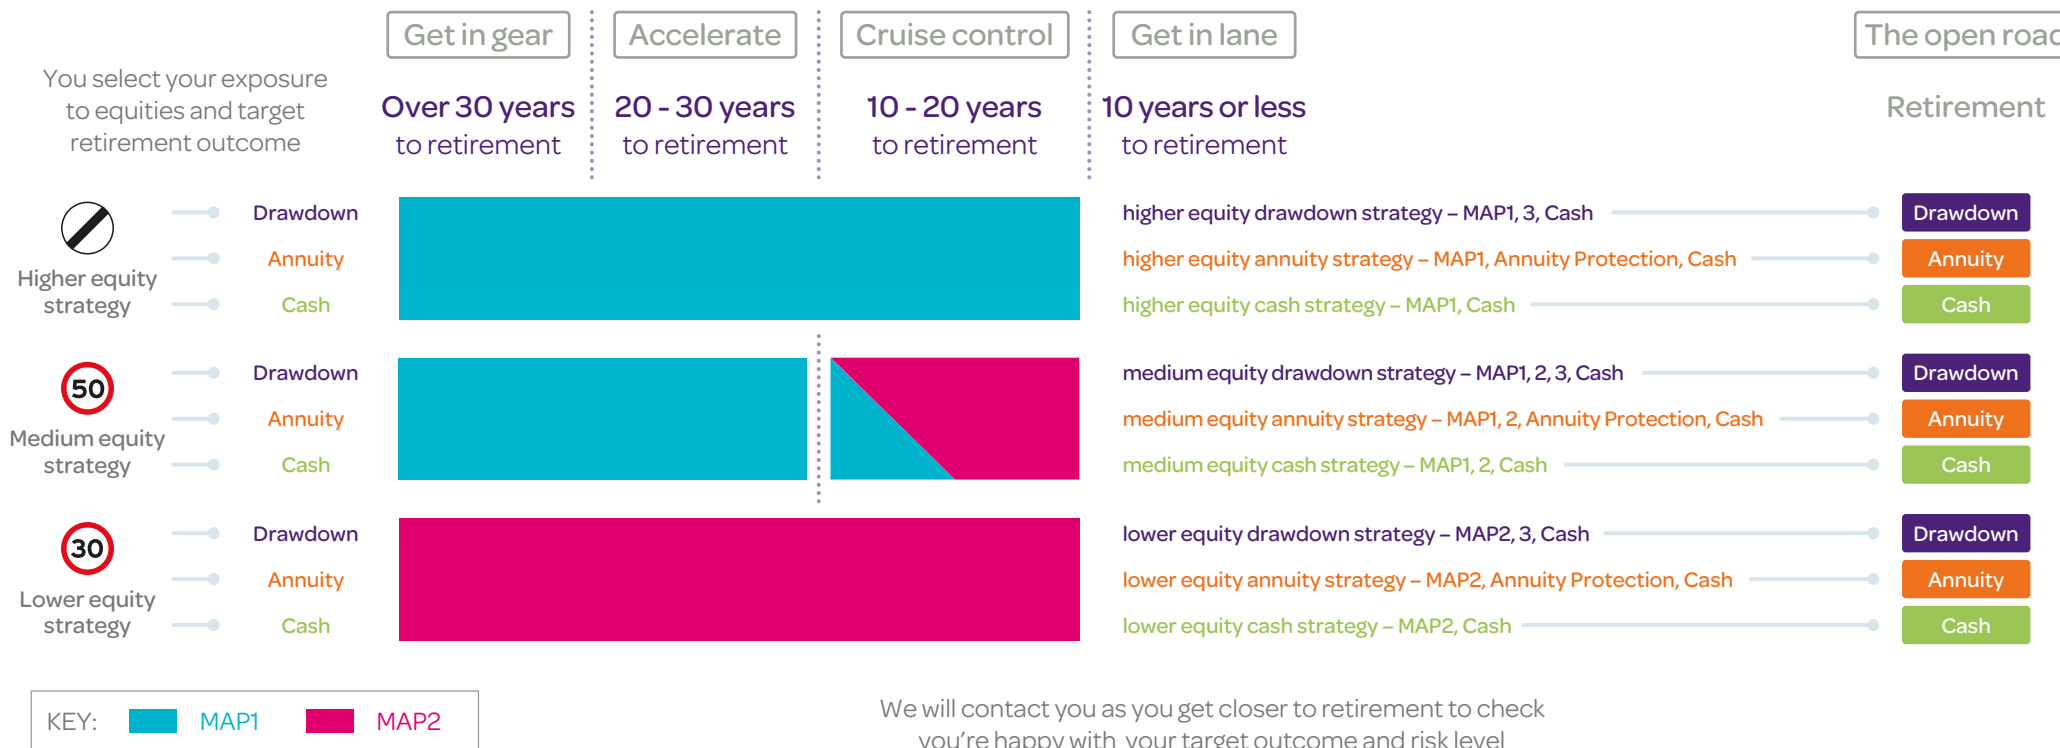 Get in gear
Accelerate
Cruise control
Get in lane
The open road
You select your exposure
to equities and target
retirement outcome
Over 30 years
to retirement
20 - 30 years
to retirement
10 - 20 years
to retirement
10 years or less
to retirement
Retirement
Higher equity
strategy
Drawdown
Annuity
Cash
higher equity drawdown strategy – MAP1, 3, Cash
higher equity annuity strategy – MAP1, Annuity Protection, Cash
higher equity cash strategy – MAP1, Cash
Drawdown
Annuity
Cash
50
Medium equity
strategy
Drawdown
Annuity
Cash
medium equity drawdown strategy – MAP1, 2, 3, Cash
medium equity annuity strategy – MAP1, 2, Annuity Protection, Cash
medium equity cash strategy – MAP1, 2, Cash
Drawdown
Annuity
Cash
30
Lower equity
strategy
Drawdown
Annuity
Cash
lower equity drawdown strategy – MAP2, 3, Cash
lower equity annuity strategy – MAP2, Annuity Protection, Cash
lower equity cash strategy – MAP2, Cash
Drawdown
Annuity
Cash
KEY: MAP1 MAP2
We will contact you as you get closer to retirement to check
you're happy with your target outcome and risk level